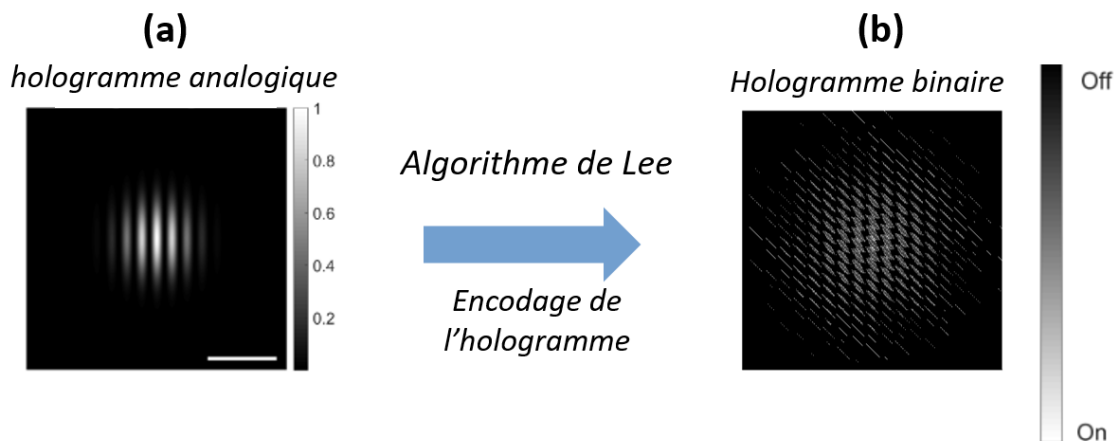 (a)
hologramme analogique
1
0.8
0.6
0.4
0.2
Algorithme de Lee
Encodage de
l'hologramme
(b)
Hologramme binaire
Off
On